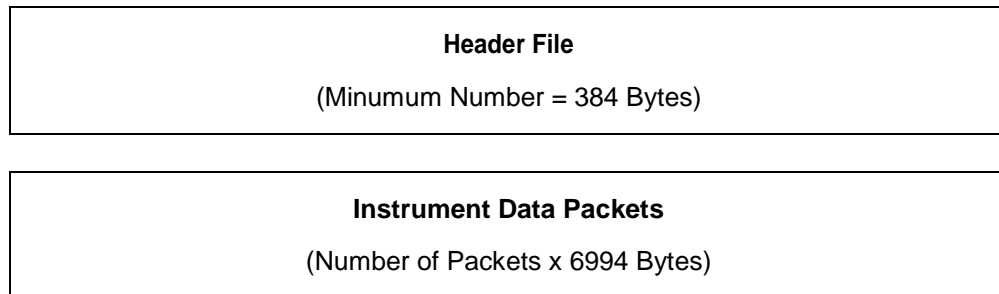 Header File
(Minumum Number = 384 Bytes)
Instrument Data Packets
(Number of Packets x 6994 Bytes)